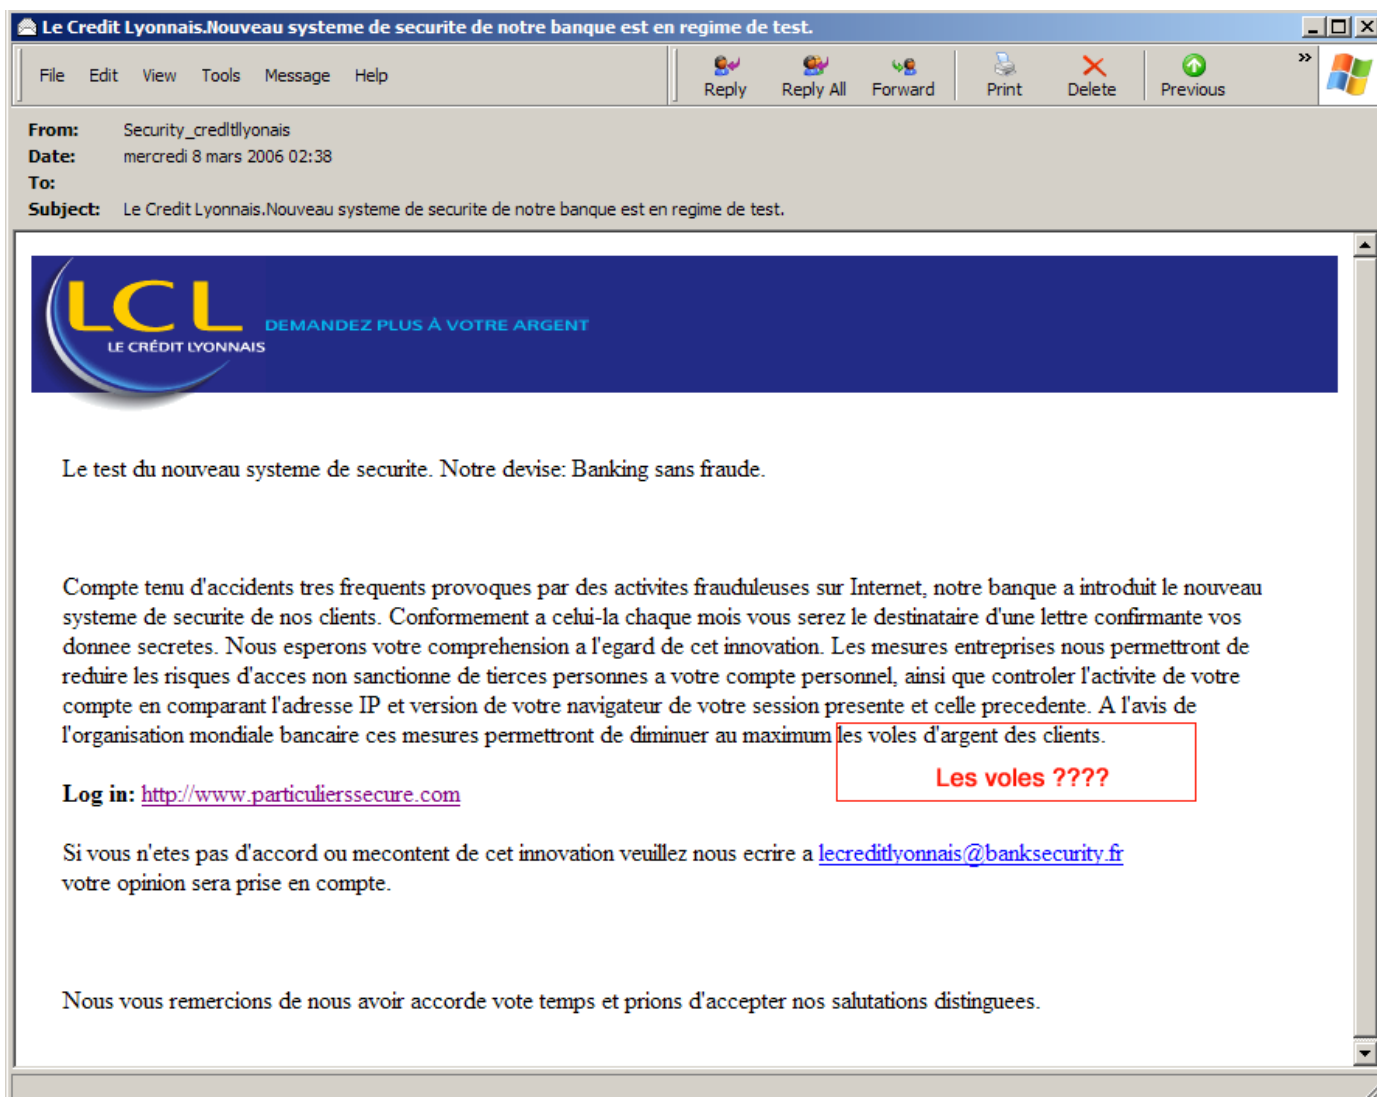 Le Credit Lyonnais.Nouveau systeme de securite de notre banque est en regime de test.
File Edit View Tools Message Help Reply Reply All Forward Print Delete Previous »
From: Security_credltllyonais
Date: mercredi 8 mars 2006 02:38
To:
Subject: Le Credit Lyonnais.Nouveau systeme de securite de notre banque est en regime de test.
LCL
LE CRÉDIT LYONNAIS
DEMANDEZ PLUS À VOTRE ARGENT
Le test du nouveau systeme de securite. Notre devise: Banking sans fraude.
Compte tenu d'accidents tres frequents provoques par des activites frauduleuses sur Internet, notre banque a introduit le nouveau
systeme de securite de nos clients. Conformement a celui-la chaque mois vous serez le destinataire d'une lettre confirmante vos
donnee secretes. Nous esperons votre comprehension a l'egard de cet innovation. Les mesures entreprises nous permettront de
reduire les risques d'acces non sanctionne de tierces personnes a votre compte personnel, ainsi que controler l'activite de votre
compte en comparant l'adresse IP et version de votre navigateur de votre session presente et celle precedente. A l'avis de
l'organisation mondiale bancaire ces mesures permettront de diminuer au maximum les voles d'argent des clients.
Les voles ????
Log in: http://www.particulierssecure.com
Si vous n'etes pas d'accord ou mecontent de cet innovation veuillez nous ecrire a lecreditlyonnais@banksecurity.fr
votre opinion sera prise en compte.
Nous vous remercions de nous avoir accorde vote temps et prions d'accepter nos salutations distinguees.